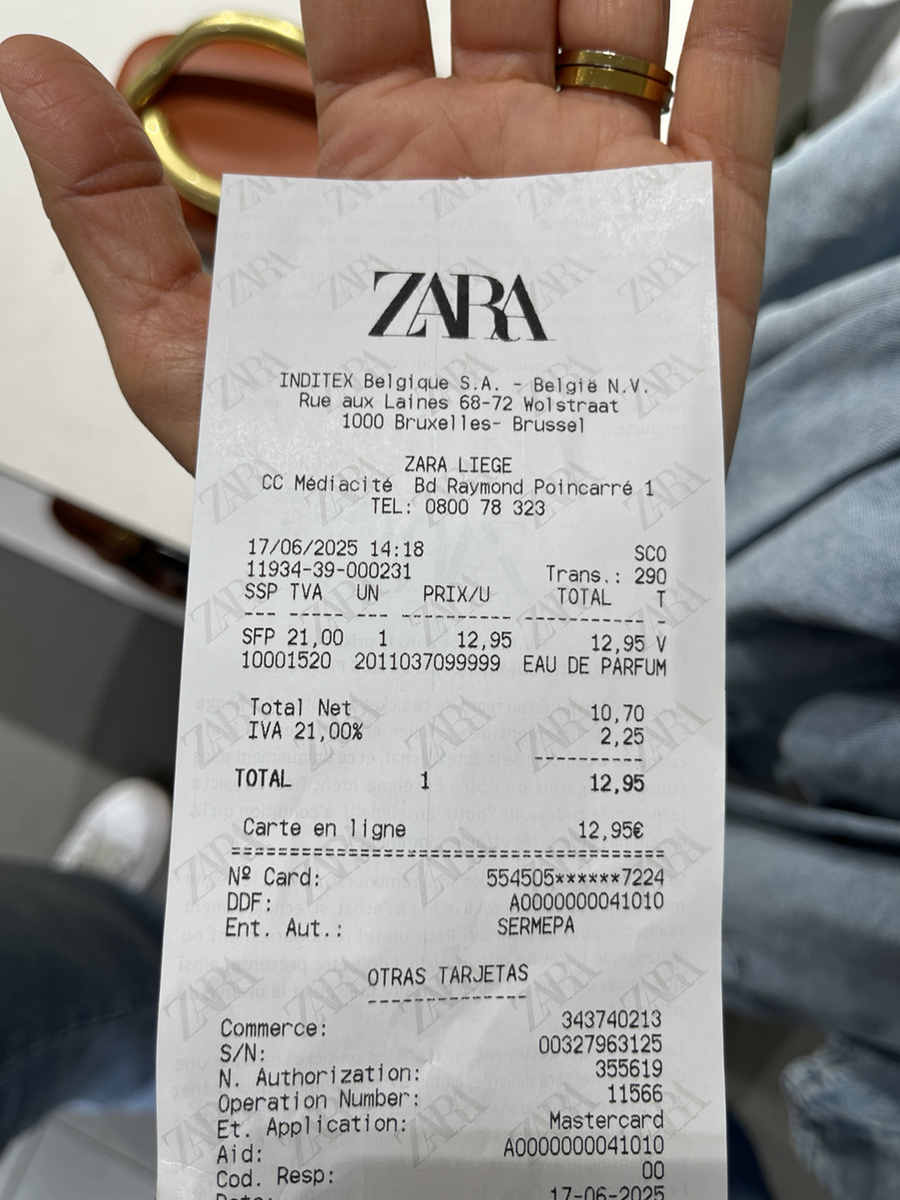 ZARA
INDITEX Belgique S.A. - België N.V.
Rue aux Laines 68-72 Wolstraat
1000 Bruxelles- Brussel
ZARA LIEGE
CC Médiacité Bd Raymond Poincarré 1
TEL: 0800 78 323
17/06/2025 14:18 SCO
11934-39-000231 Trans.: 290
SSP TVA UN PRIX/U TOTAL T
--- ----- --- ---------- ----------- -
SFP 21,00 1 12,95 12,95 V
10001520 2011037099999 EAU DE PARFUM
Total Net 10,70
IVA 21,00% 2,25
----------
TOTAL 1 12,95
Carte en ligne 12,95€
========================================
Nº Card: 554505******7224
DDF: A0000000041010
Ent. Aut.: SERMEPA
OTRAS TARJETAS
--------------
Commerce: 343740213
S/N: 00327963125
N. Authorization: 355619
Operation Number: 11566
Et. Application: Mastercard
Aid: A0000000041010
Cod. Resp: 00
17-06-2025